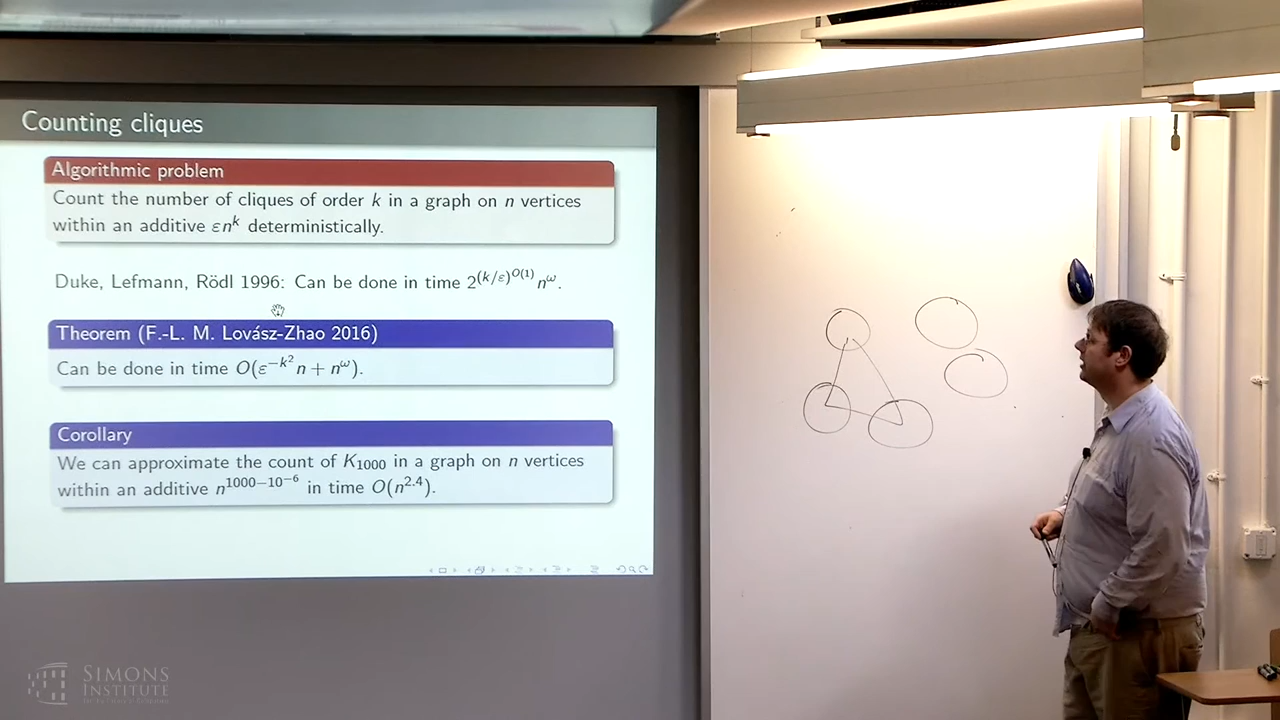 Counting cliques
Algorithmic problem
Count the number of cliques of order k in a graph on n vertices
within an additive εn^k deterministically.
Duke, Lefmann, Rödl 1996: Can be done in time 2^{(k/ε)^{O(1)}} n^ω.
Theorem (F.-L. M. Lovász-Zhao 2016)
Can be done in time O(ε^{-k^2} n + n^ω).
Corollary
We can approximate the count of K_{1000} in a graph on n vertices
within an additive n^{1000-10^{-6}} in time O(n^{2.4}).
SIMONS
INSTITUTE